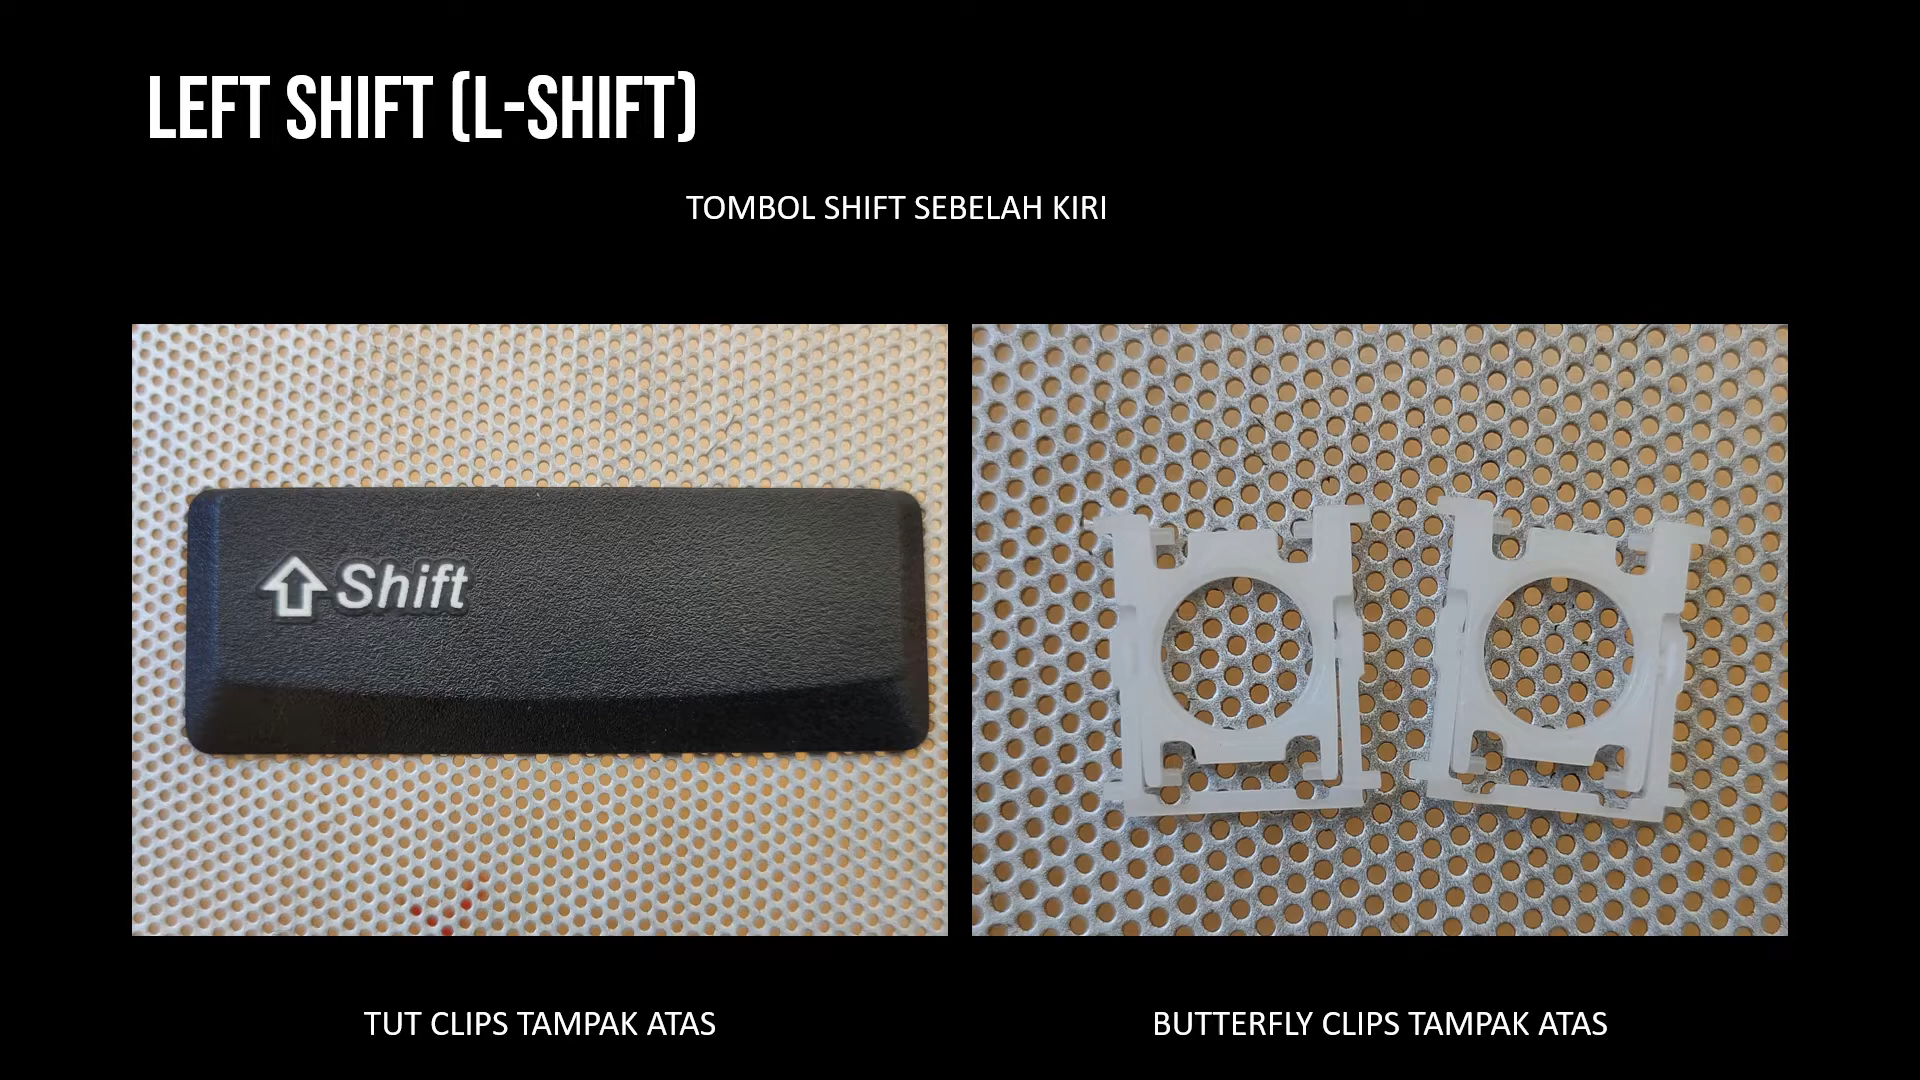 LEFT SHIFT (L-SHIFT)
TOMBOL SHIFT SEBELAH KIRI
Shift
TUT CLIPS TAMPAK ATAS
BUTTERFLY CLIPS TAMPAK ATAS